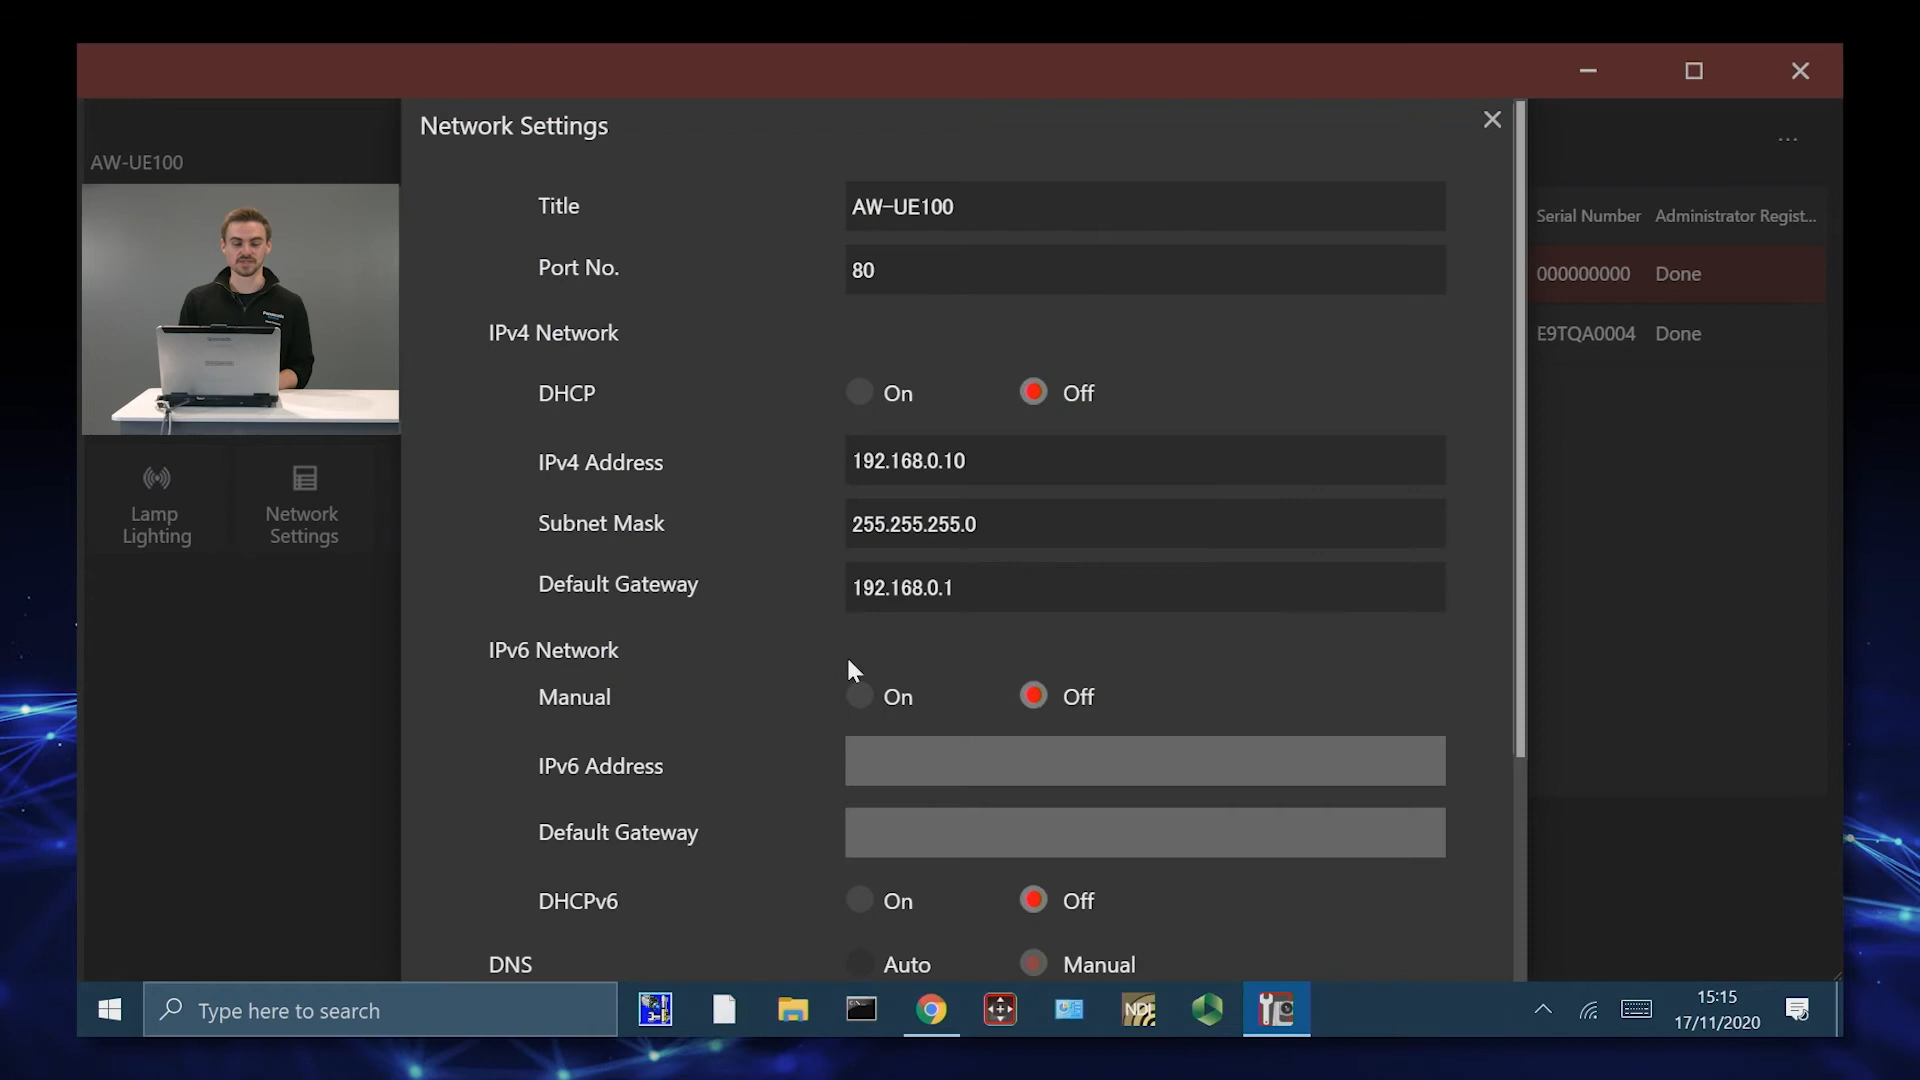 AW-UE100
Lamp
Lighting
Network
Settings
Network Settings
Title
AW-UE100
Port No.
80
IPv4 Network
DHCP
On
Off
IPv4 Address
192.168.0.10
Subnet Mask
255.255.255.0
Default Gateway
192.168.0.1
IPv6 Network
Manual
On
Off
IPv6 Address
Default Gateway
DHCPv6
On
Off
DNS
Auto
Manual
...
Serial Number Administrator Regist...
000000000 Done
E9TQA0004 Done
Type here to search
NDI
15:15
17/11/2020